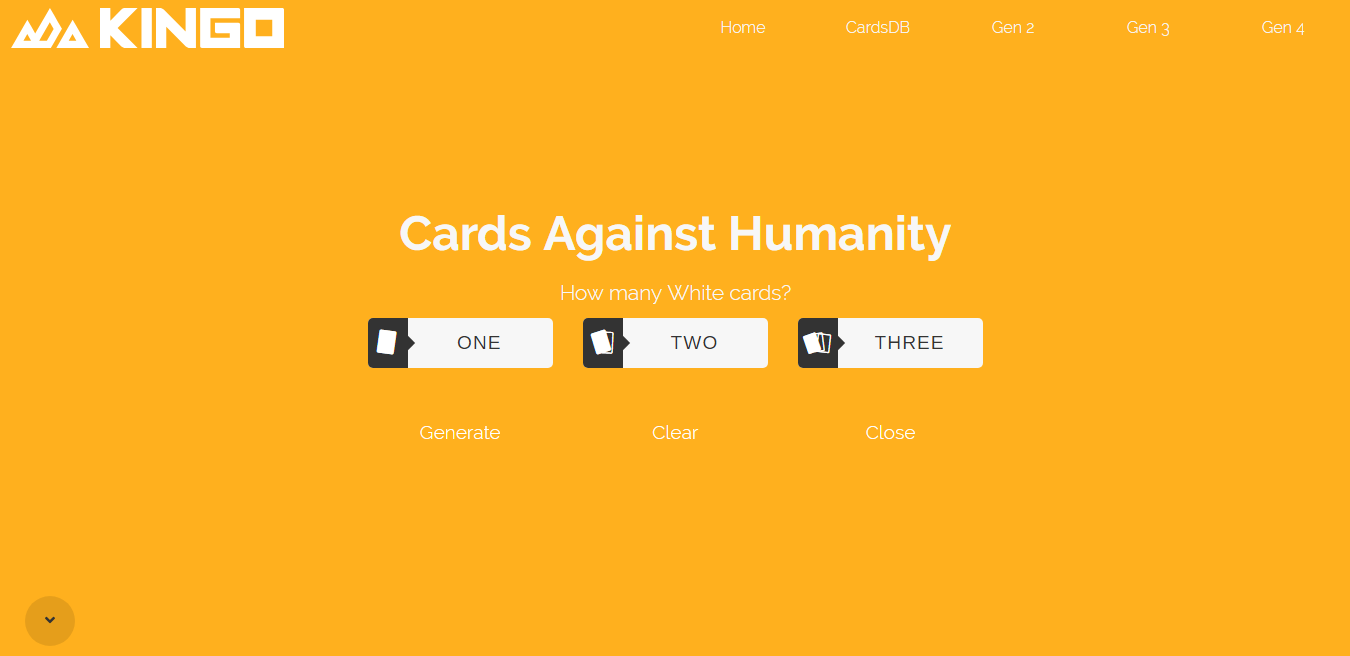 KINGO
Home CardsDB Gen 2 Gen 3 Gen 4
Cards Against Humanity
How many White cards?
ONE TWO THREE
Generate Clear Close